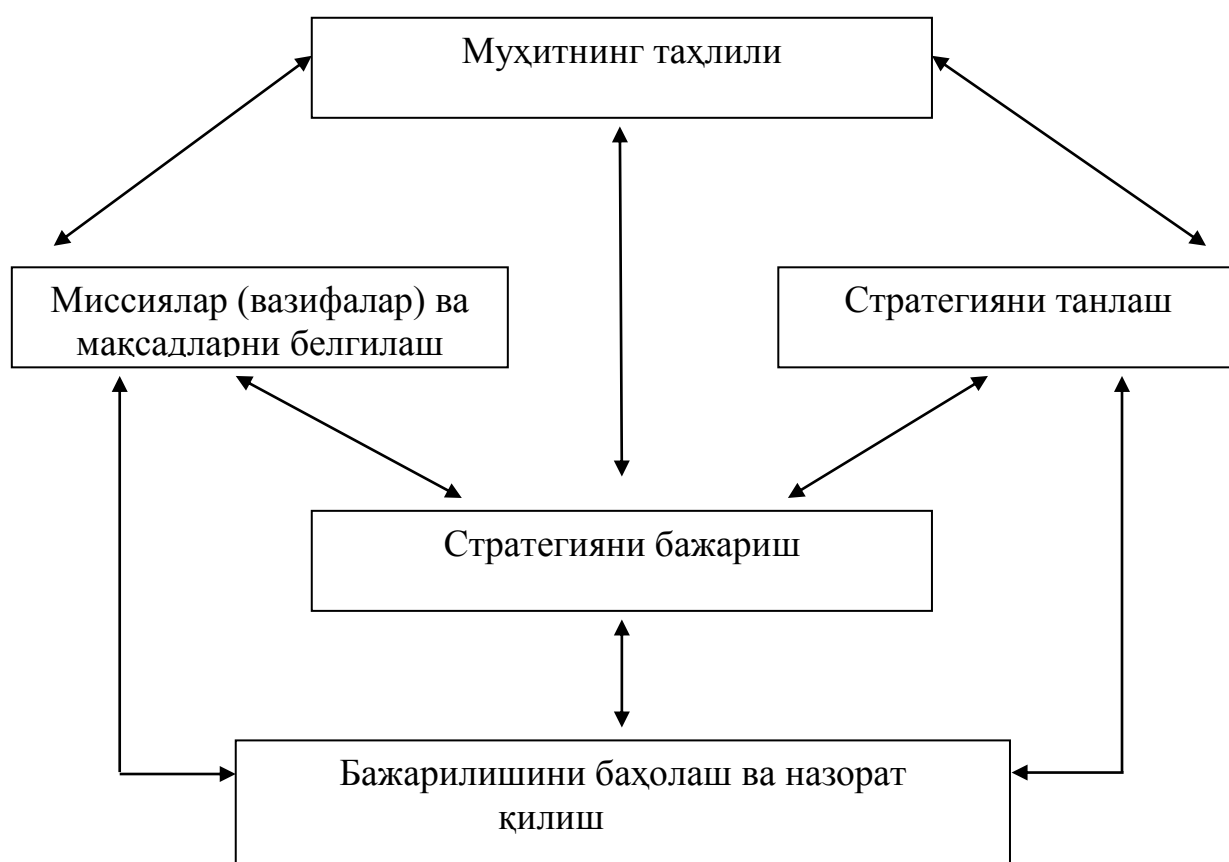 Муҳитнинг таҳлили
Миссиялар (вазифалар) ва
мақсадларни белгилаш
Стратегияни танлаш
Стратегияни бажариш
Бажарилишини баҳолаш ва назорат
қилиш